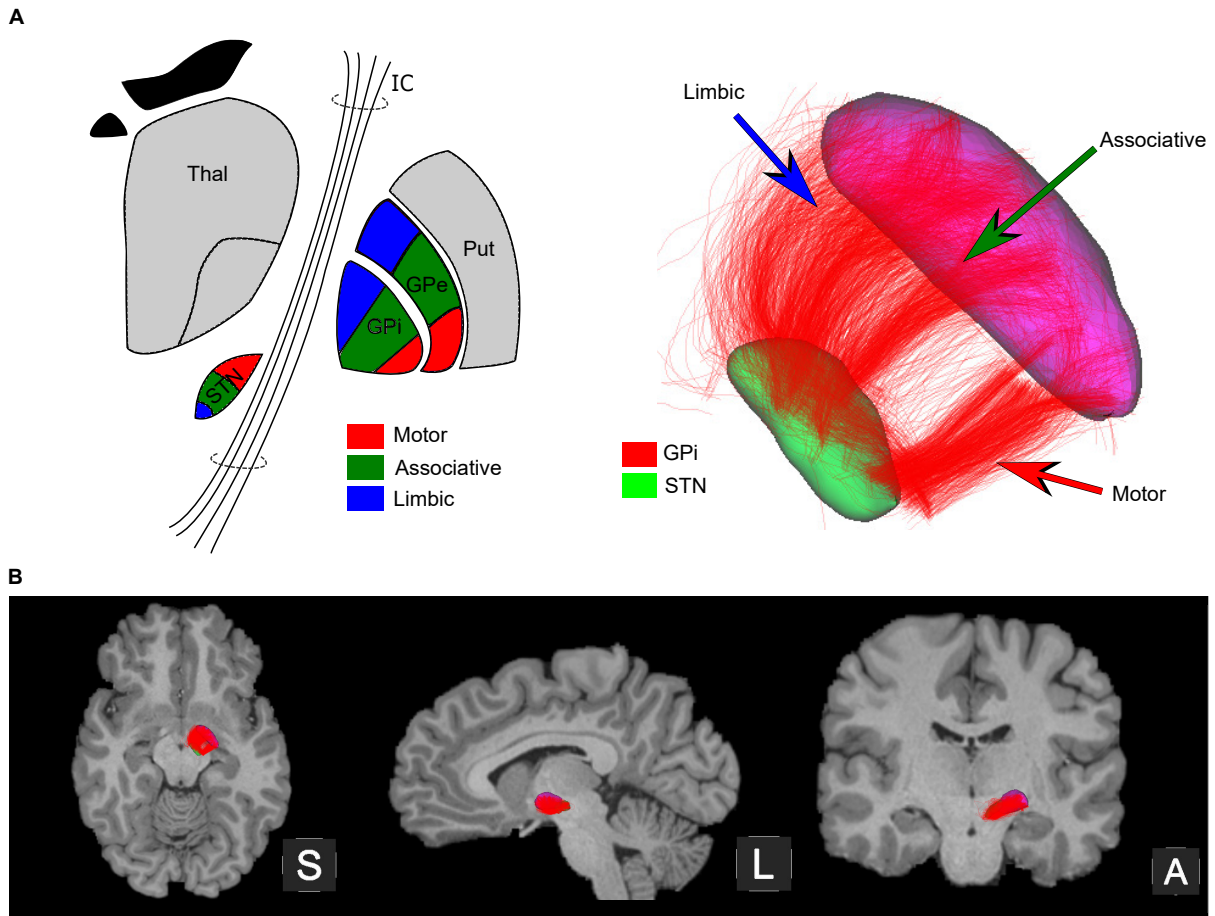 A
IC
Thal
Put
GPe
GPi
STN
Motor
Associative
Limbic
Limbic
Associative
GPi
STN
Motor
B
S
L
A